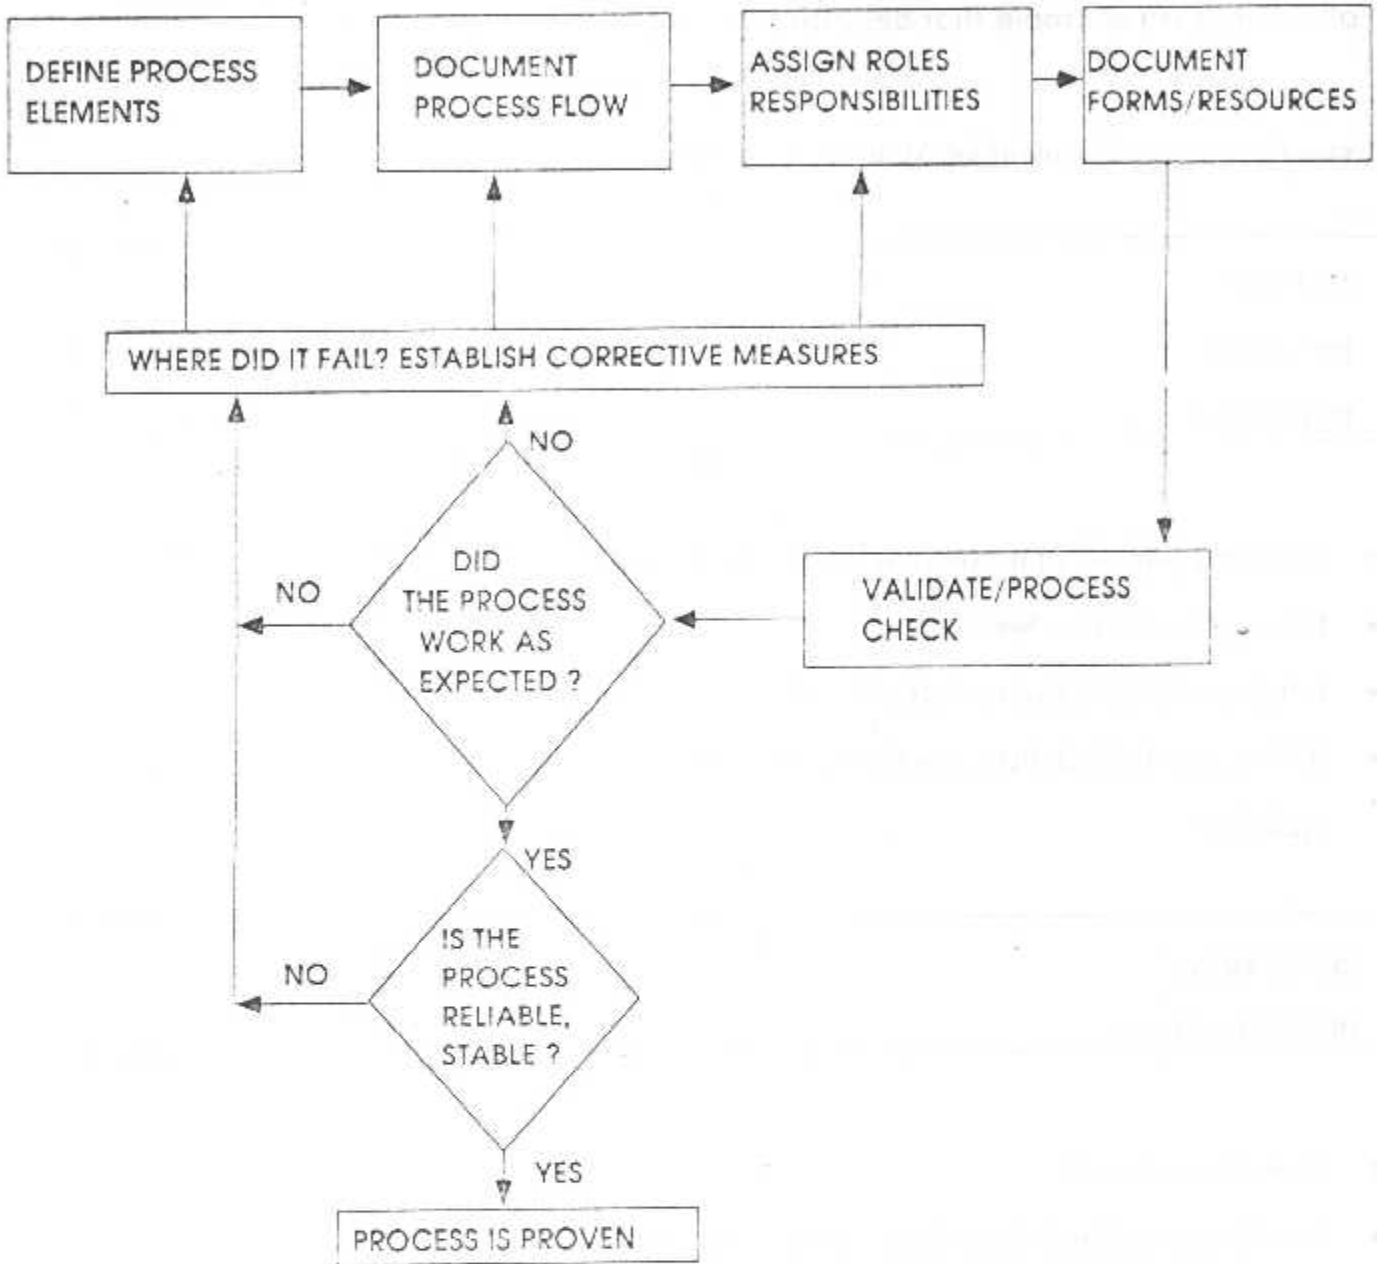 DEFINE PROCESS
ELEMENTS
DOCUMENT
PROCESS FLOW
ASSIGN ROLES
RESPONSIBILITIES
DOCUMENT
FORMS/RESOURCES
WHERE DID IT FAIL? ESTABLISH CORRECTIVE MEASURES
NO
DID
THE PROCESS
WORK AS
EXPECTED ?
NO
VALIDATE/PROCESS
CHECK
YES
IS THE
PROCESS
RELIABLE,
STABLE ?
NO
YES
PROCESS IS PROVEN